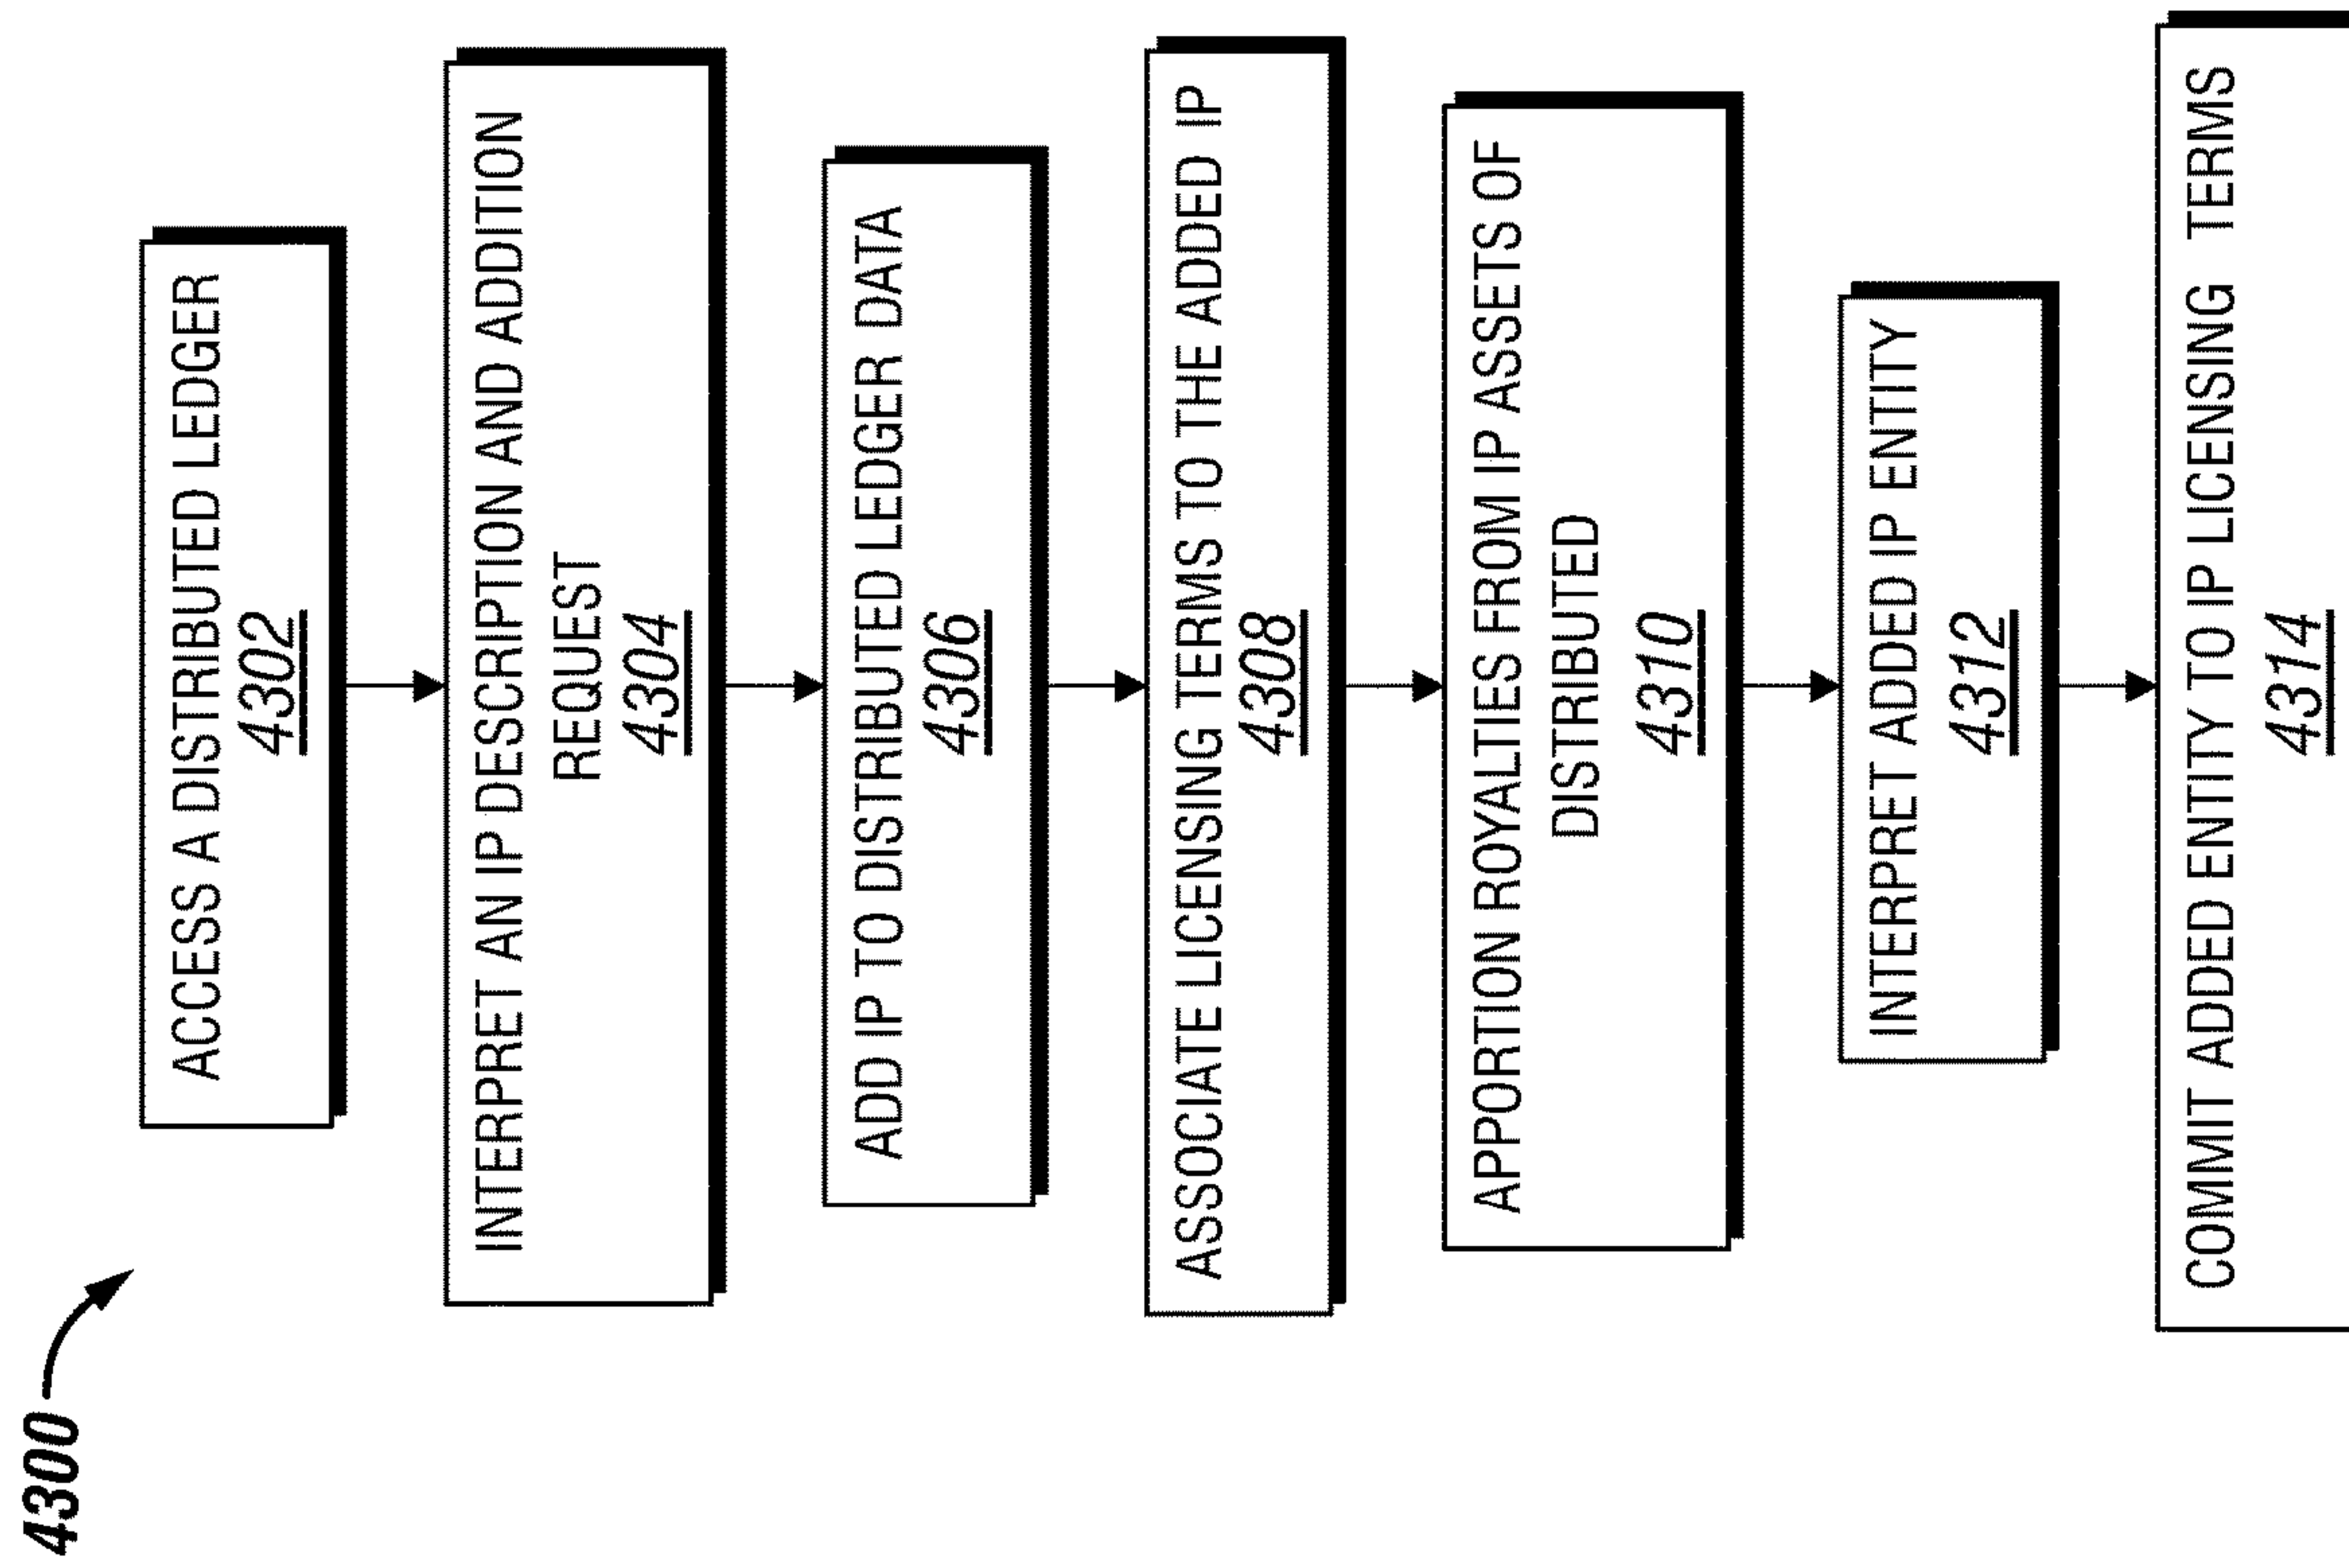 4300
ACCESS A DISTRIBUTED LEDGER
4302
INTERPRET AN IP DESCRIPTION AND ADDITION
REQUEST
4304
ADD IP TO DISTRIBUTED LEDGER DATA
4306
ASSOCIATE LICENSING TERMS TO THE ADDED IP
4308
APPORTION ROYALTIES FROM IP ASSETS OF
DISTRIBUTED
4310
INTERPRET ADDED IP ENTITY
4312
COMMIT ADDED ENTITY TO IP LICENSING TERMS
4314